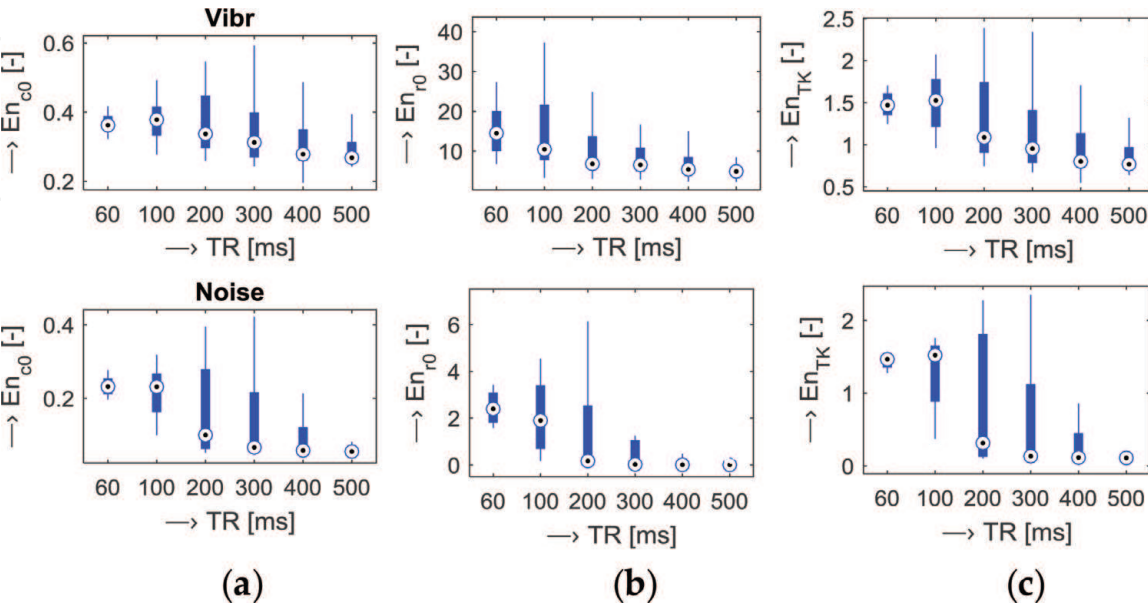 Vibr
⟶ En_c0 [-]
0.6
0.4
0.2
60 100 200 300 400 500
⟶ TR [ms]
⟶ En_r0 [-]
40
30
20
10
60 100 200 300 400 500
⟶ TR [ms]
⟶ En_TK [-]
2.5
2
1.5
1
0.5
60 100 200 300 400 500
⟶ TR [ms]
Noise
⟶ En_c0 [-]
0.4
0.2
60 100 200 300 400 500
⟶ TR [ms]
⟶ En_r0 [-]
6
4
2
0
60 100 200 300 400 500
⟶ TR [ms]
⟶ En_TK [-]
2
1
0
60 100 200 300 400 500
⟶ TR [ms]
(a) (b) (c)